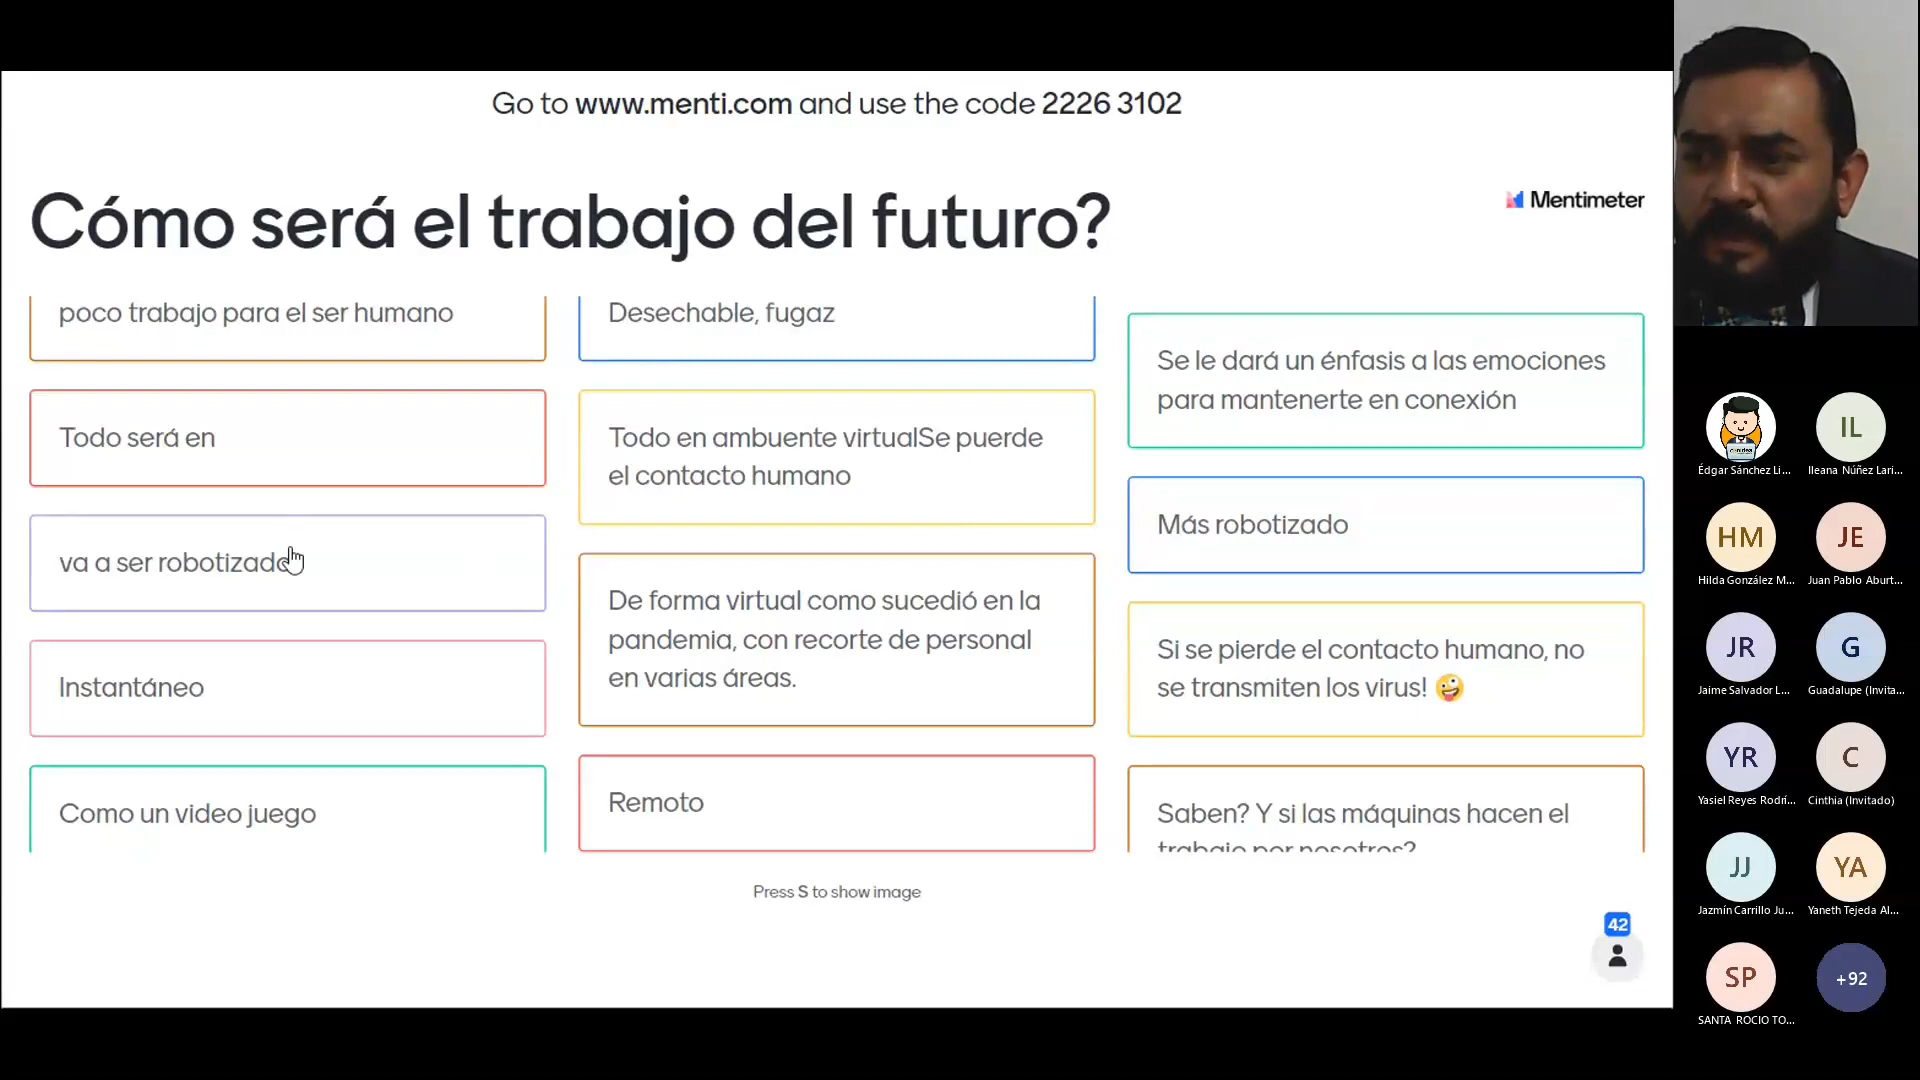 Go to www.menti.com and use the code 2226 3102
Cómo será el trabajo del futuro?
Mentimeter
poco trabajo para el ser humano
Todo será en
va a ser robotizado
Instantáneo
Como un video juego
Desechable, fugaz
Todo en ambuente virtualSe puerde
el contacto humano
De forma virtual como sucedió en la
pandemia, con recorte de personal
en varias áreas.
Remoto
Se le dará un énfasis a las emociones
para mantenerte en conexión
Más robotizado
Si se pierde el contacto humano, no
se transmiten los virus! 🤪
Saben? Y si las máquinas hacen el
trabajo por nosotros?
Press S to show image
42
Édgar Sánchez Li...
IL
Ileana Núñez Lari...
HM
Hilda González M...
JE
Juan Pablo Aburt...
JR
Jaime Salvador L...
G
Guadalupe (Invita...
YR
Yasiel Reyes Rodrí...
C
Cinthia (Invitado)
JJ
Jazmín Carrillo Ju...
YA
Yaneth Tejeda Al...
SP
SANTA ROCIO TO...
+92